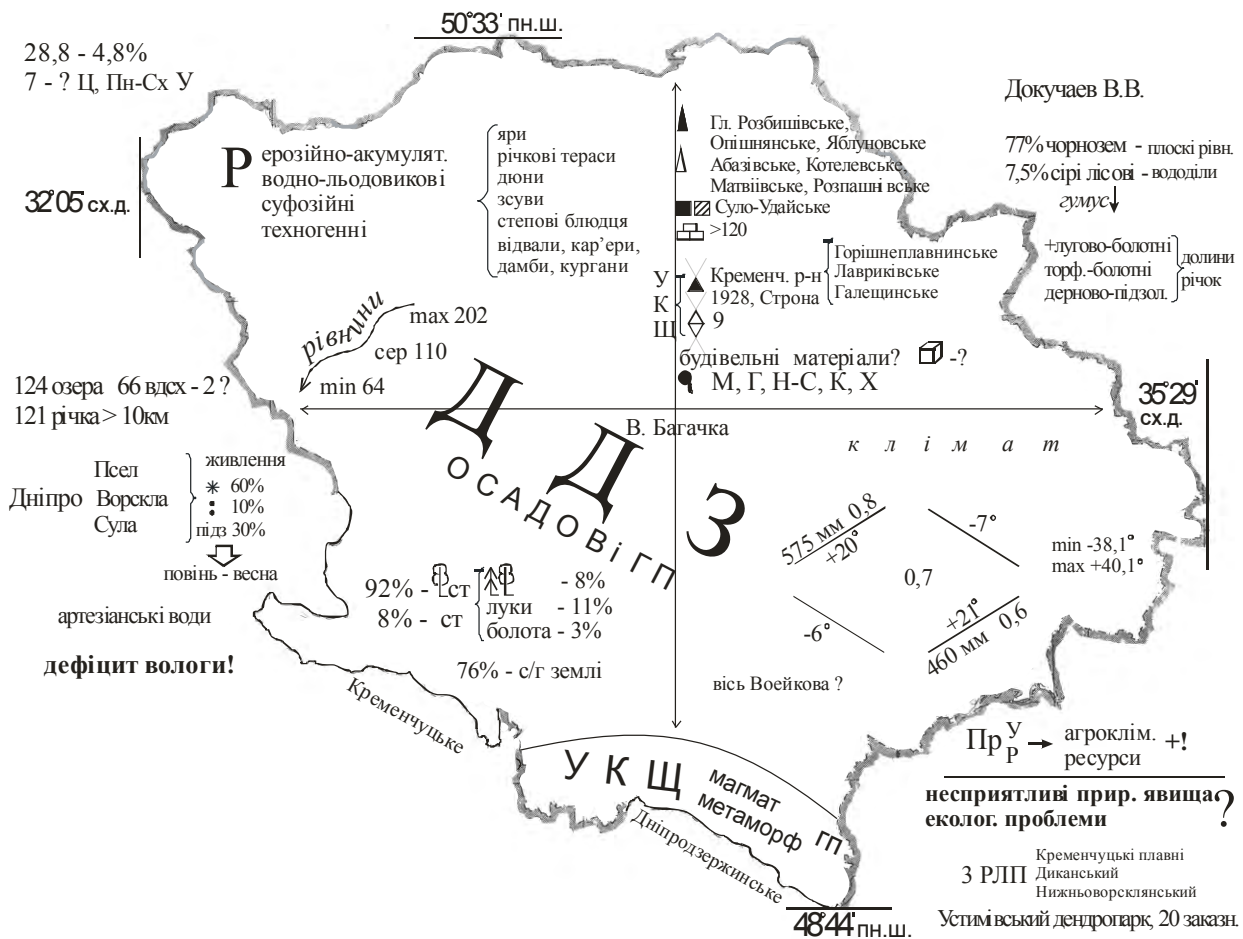 50°33' пн.ш.
28,8 - 4,8%
7 - ? Ц, Пн-Сх У
32°05' сх.д.
Р ерозійно-акумулят.
водно-льодовикові
суфозійні
техногенні
яри
річкові тераси
дюни
зсуви
степові блюдця
відвали, кар’ери,
дамби, кургани
Гл. Розбишівське,
Опішнянське, Яблуновське
Абазівське, Котелевське,
Матвіівське, Розпашнівське
Суло-Удайське
>120
У
К
Щ
Кременч. р-н
1928, Строна
9
Горішнеплавнинське
Лавриківське
Галещинське
будівельні матеріали? -?
М, Г, Н-С, К, Х
Докучаев В.В.
77% чорнозем - плоскі рівн.
7,5% сірі лісові - вододіли
гумус
+лугово-болотні
торф.-болотні
дерново-підзол.
долини
річок
рівнини
max 202
сер 110
min 64
124 озера 66 вдсх - 2 ?
121 річка > 10км
35°29'
сх.д.
В. Багачка
ДДЗ
ОСАДОВі ГП
Дніпро
Псел
Ворскла
Сула
живлення
60%
10%
підз 30%
повінь - весна
артезіанські води
дефіцит вологи!
92% - ст
8% - ст
- 8%
луки - 11%
болота - 3%
76% - с/г землі
клімат
575 мм 0,8
+20°
-7°
min -38,1°
max +40,1°
0,7
-6°
+21°
460 мм 0,6
вісь Воейкова ?
Кременчуцьке
УКЩ
магмат
метаморф ГП
Дніпродзержинське
48°44' пн.ш.
Пр У
Р
агроклім.
ресурси
+!
несприятливі прир. явища
еколог. проблеми
?
3 РЛП
Кременчуцькі плавні
Диканський
Нижньоворсклянський
Устимівський дендропарк, 20 заказн.